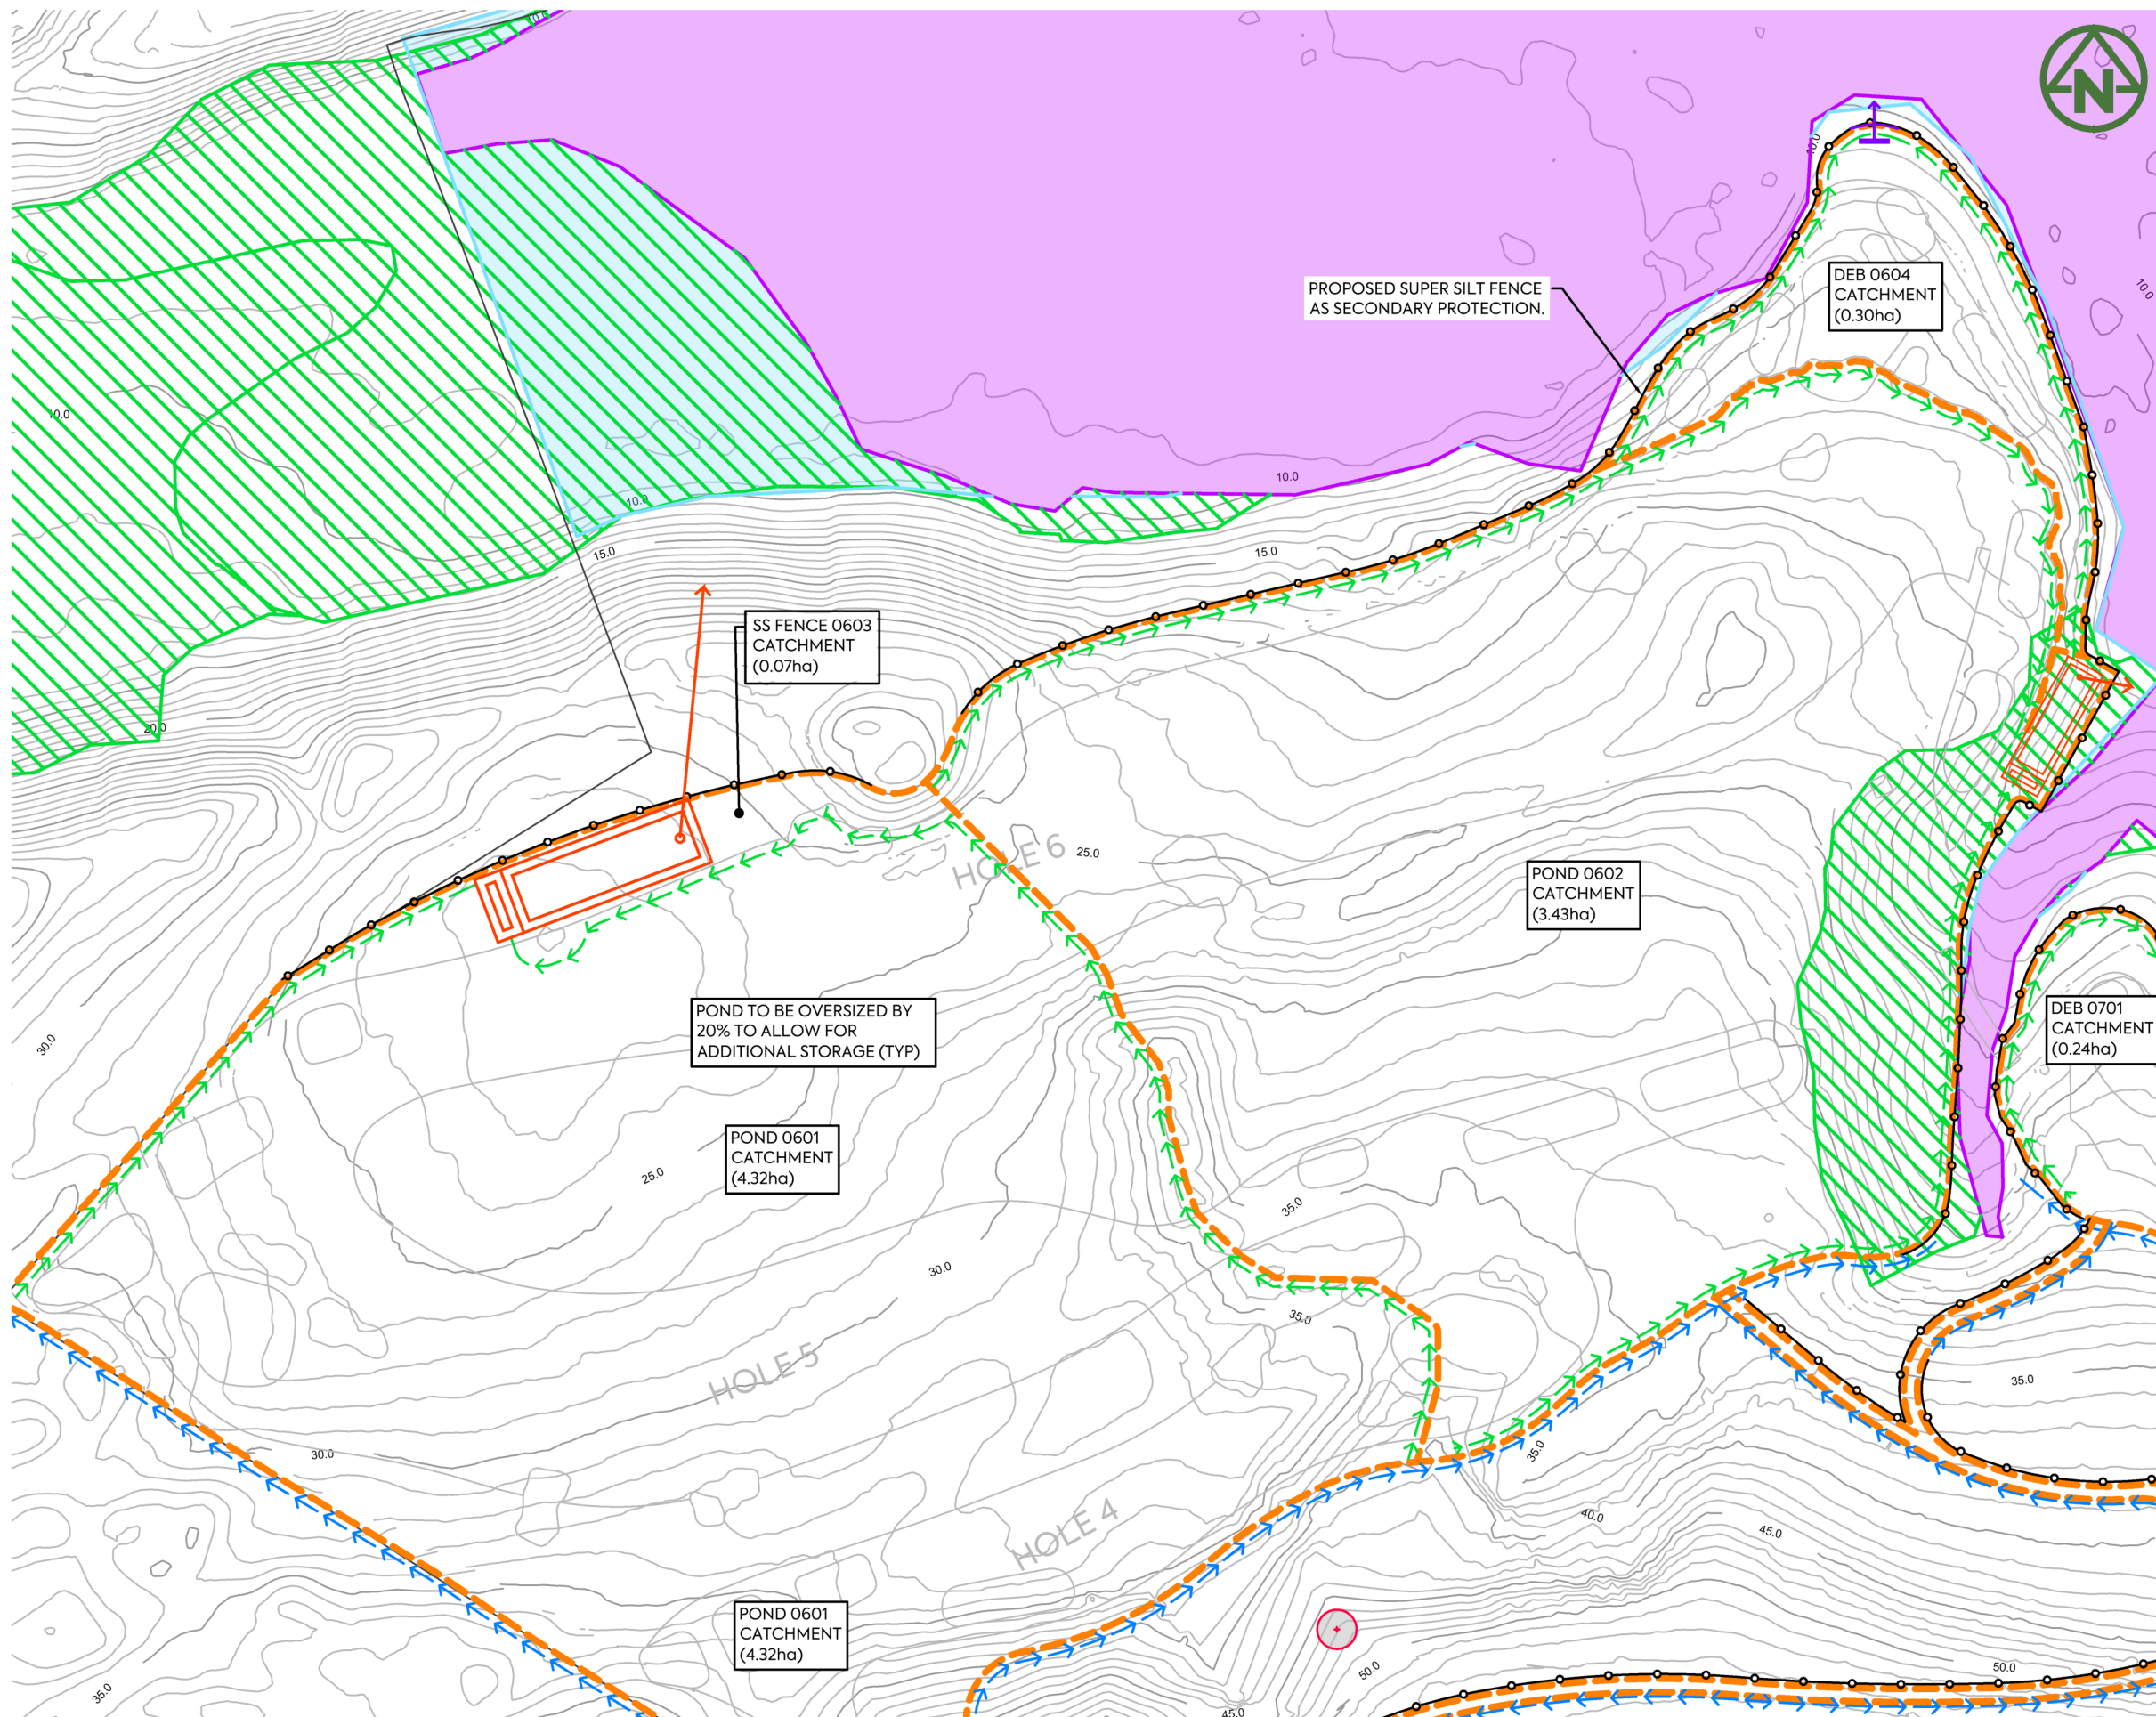 N
10.0
DEB 0604
CATCHMENT
(0.30ha)
PROPOSED SUPER SILT FENCE
AS SECONDARY PROTECTION.
10.0
10.0
10.0
10.0
15.0
15.0
SS FENCE 0603
CATCHMENT
(0.07ha)
20.0
HOLE 6
25.0
POND 0602
CATCHMENT
(3.43ha)
POND TO BE OVERSIZED BY
20% TO ALLOW FOR
ADDITIONAL STORAGE (TYP)
DEB 0701
CATCHMENT
(0.24ha)
30.0
POND 0601
CATCHMENT
(4.32ha)
25.0
35.0
30.0
35.0
HOLE 5
35.0
30.0
35.0
HOLE 4
40.0
45.0
POND 0601
CATCHMENT
(4.32ha)
35.0
50.0
50.0
45.0